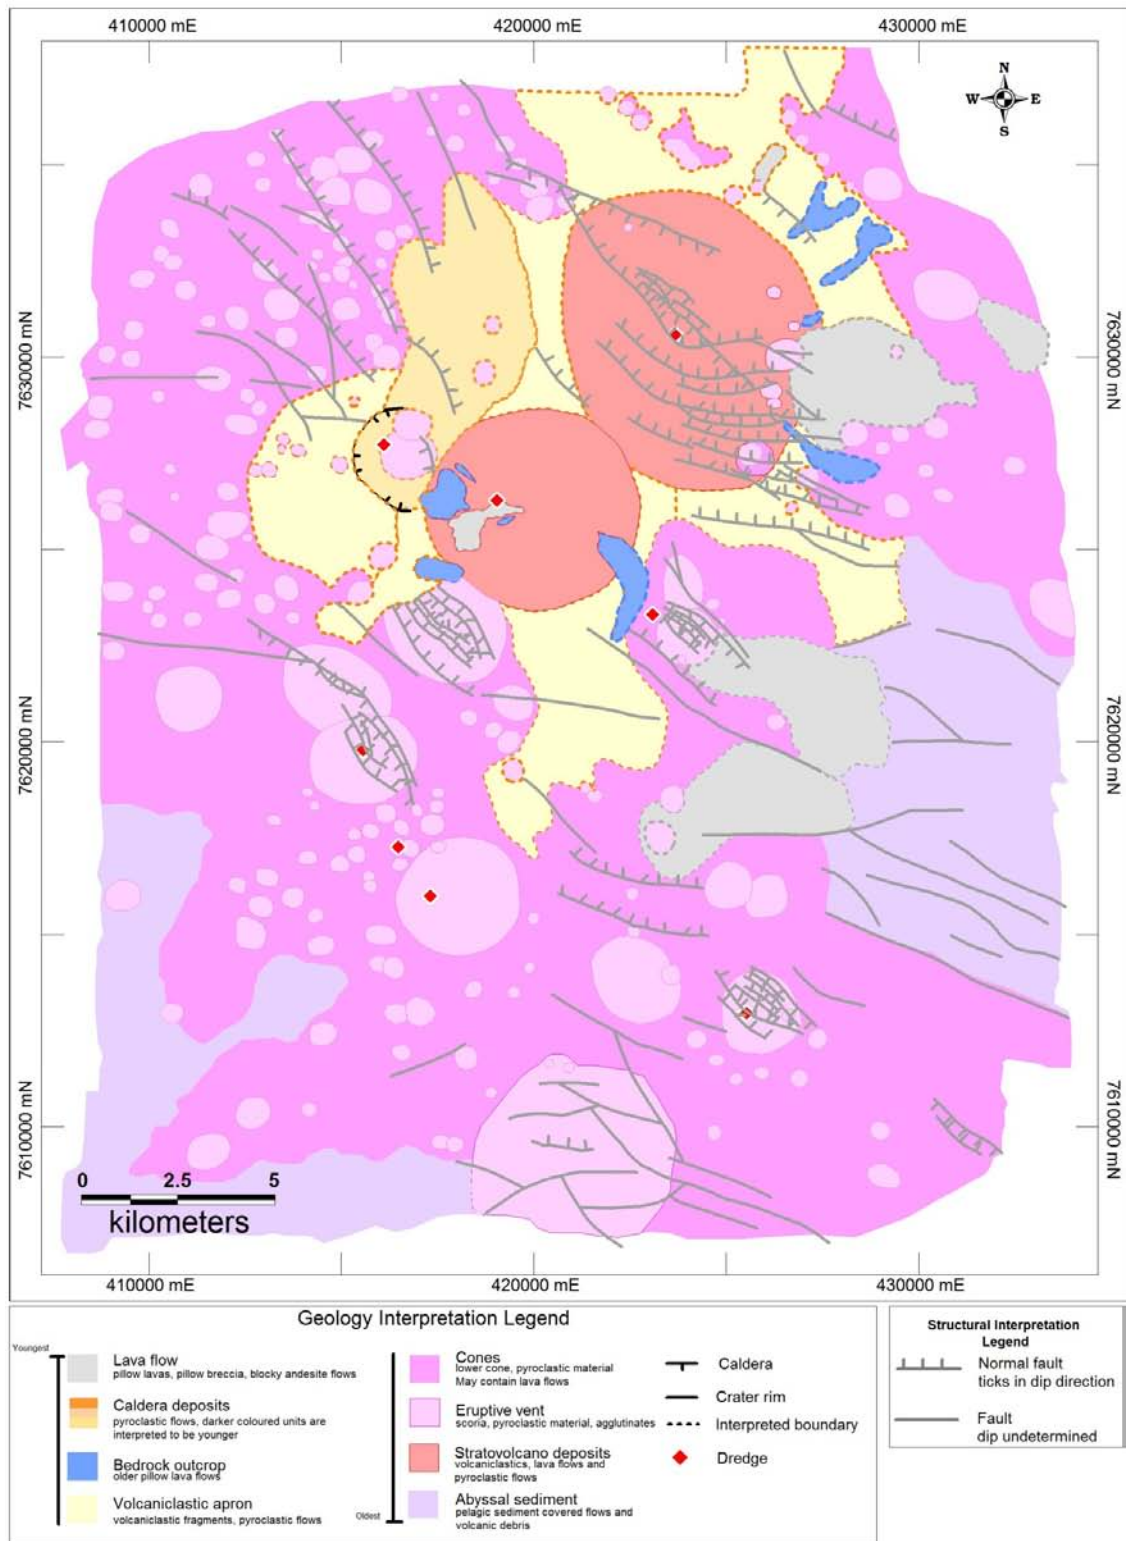 410000 mE
420000 mE
430000 mE
N
W
E
S
7630000 mN
7630000 mN
7620000 mN
7620000 mN
7610000 mN
7610000 mN
0
2.5
5
kilometers
410000 mE
420000 mE
430000 mE
Geology Interpretation Legend
Youngest
Lava flow
pillow lavas, pillow breccia, blocky andesite flows
Caldera deposits
pyroclastic flows, darker coloured units are
interpreted to be younger
Bedrock outcrop
older pillow lava flows
Volcaniclastic apron
volcaniclastic fragments, pyroclastic flows
Cones
lower cone, pyroclastic material
May contain lava flows
Eruptive vent
scoria, pyroclastic material, agglutinates
Stratovolcano deposits
volcaniclastics, lava flows and
pyroclastic flows
Oldest
Abyssal sediment
pelagic sediment covered flows and
volcanic debris
Caldera
Crater rim
Interpreted boundary
Dredge
Structural Interpretation
Legend
Normal fault
ticks in dip direction
Fault
dip undetermined